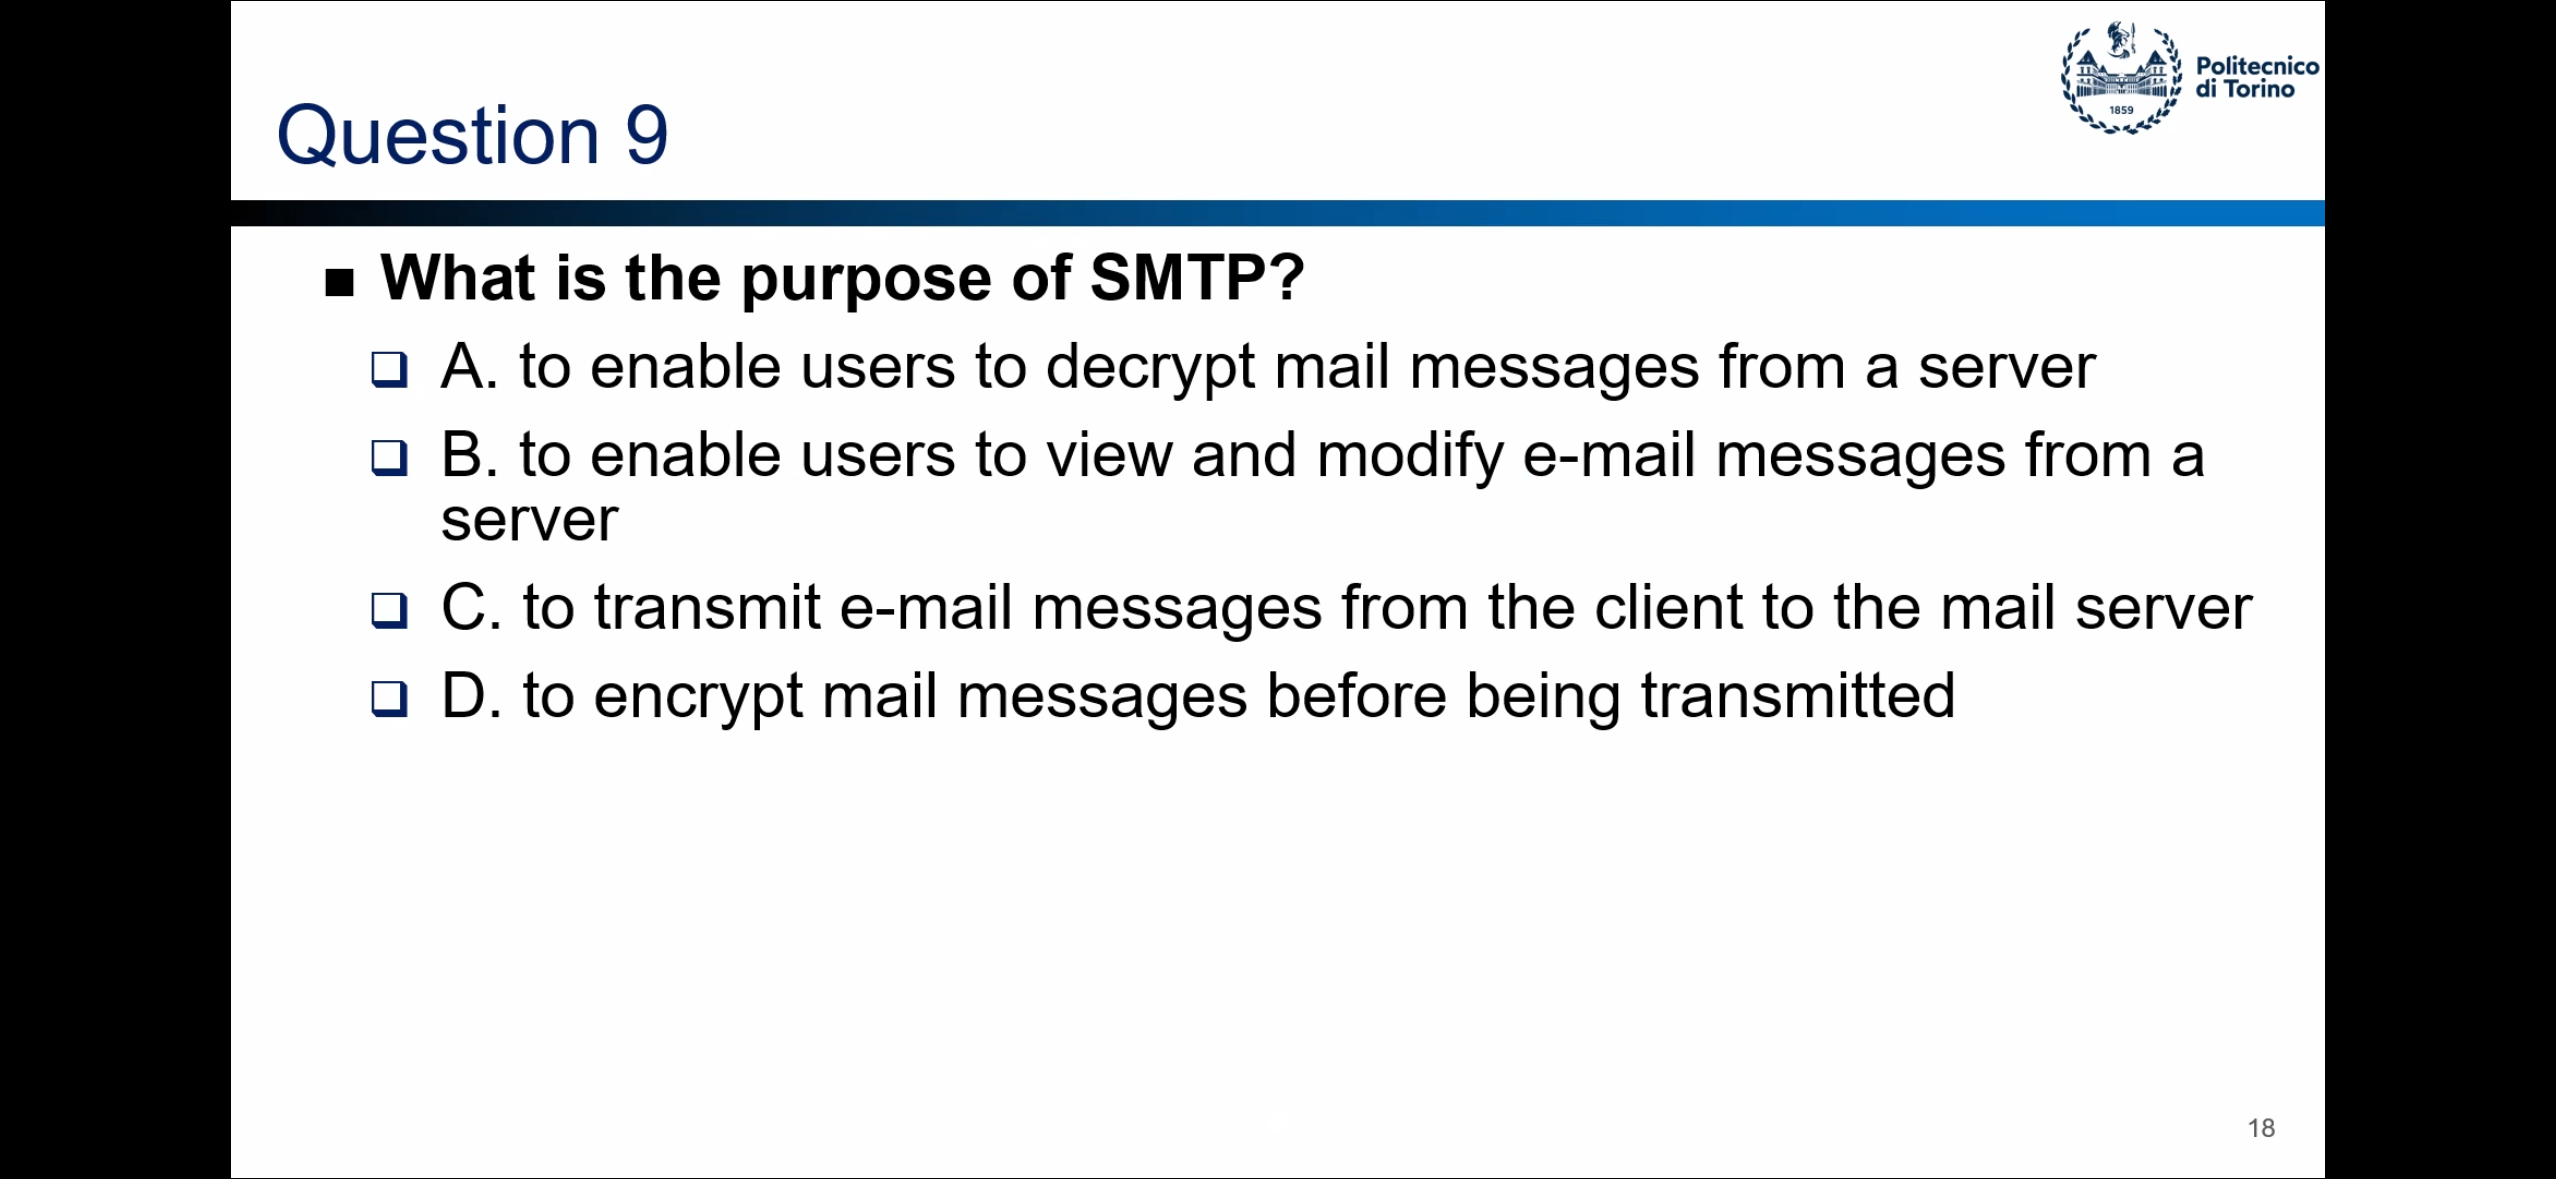 Politecnico
di Torino
1859
Question 9
What is the purpose of SMTP?
A. to enable users to decrypt mail messages from a server
B. to enable users to view and modify e-mail messages from a
server
C. to transmit e-mail messages from the client to the mail server
D. to encrypt mail messages before being transmitted
18